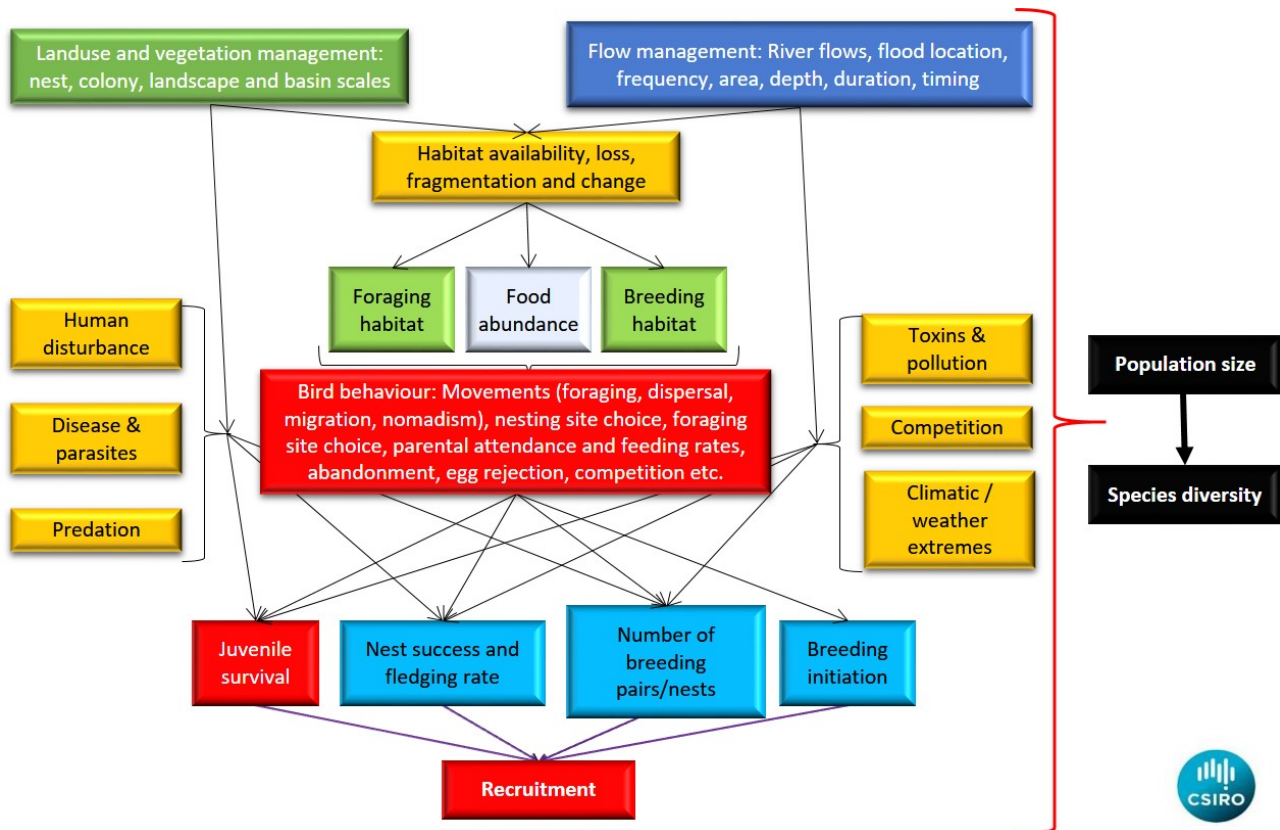 Landuse and vegetation management:
nest, colony, landscape and basin scales
Flow management: River flows, flood location,
frequency, area, depth, duration, timing
Habitat availability, loss,
fragmentation and change
Foraging
habitat
Food
abundance
Breeding
habitat
Human
disturbance
Disease &
parasites
Predation
Bird behaviour: Movements (foraging, dispersal,
migration, nomadism), nesting site choice, foraging
site choice, parental attendance and feeding rates,
abandonment, egg rejection, competition etc.
Toxins &
pollution
Competition
Climatic /
weather
extremes
Population size
Species diversity
Juvenile
survival
Nest success and
fledging rate
Number of
breeding
pairs/nests
Breeding
initiation
Recruitment
CSIRO